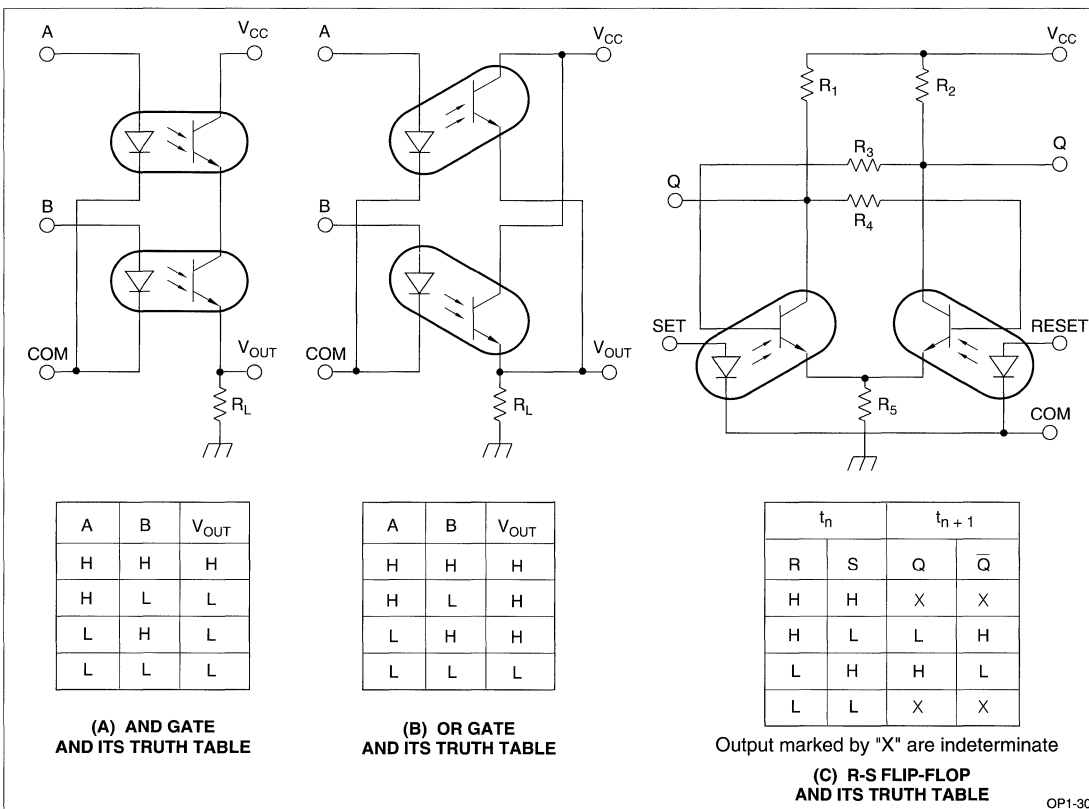 A
V_CC
A
V_CC
V_CC
R_1
R_2
R_3
Q
Q
R_4
B
B
SET
RESET
COM
V_OUT
COM
V_OUT
R_L
R_L
R_5
COM
A B V_OUT
H H H
H L L
L H L
L L L
(A) AND GATE
AND ITS TRUTH TABLE
A B V_OUT
H H H
H L H
L H H
L L L
(B) OR GATE
AND ITS TRUTH TABLE
t_n t_n + 1
R S Q Q̅
H H X X
H L L H
L H H L
L L X X
Output marked by "X" are indeterminate
(C) R-S FLIP-FLOP
AND ITS TRUTH TABLE
OP1-30